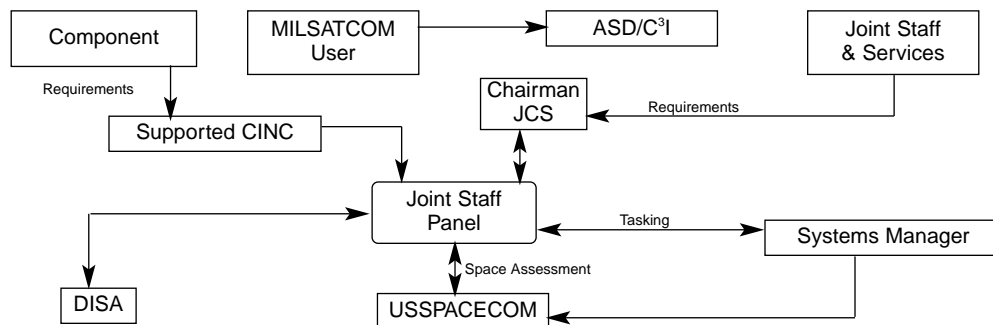 Component
MILSATCOM
User
ASD/C³I
Joint Staff
& Services
Requirements
Chairman
JCS
Requirements
Supported CINC
Joint Staff
Panel
Tasking
Systems Manager
Space Assessment
DISA
USSPACECOM